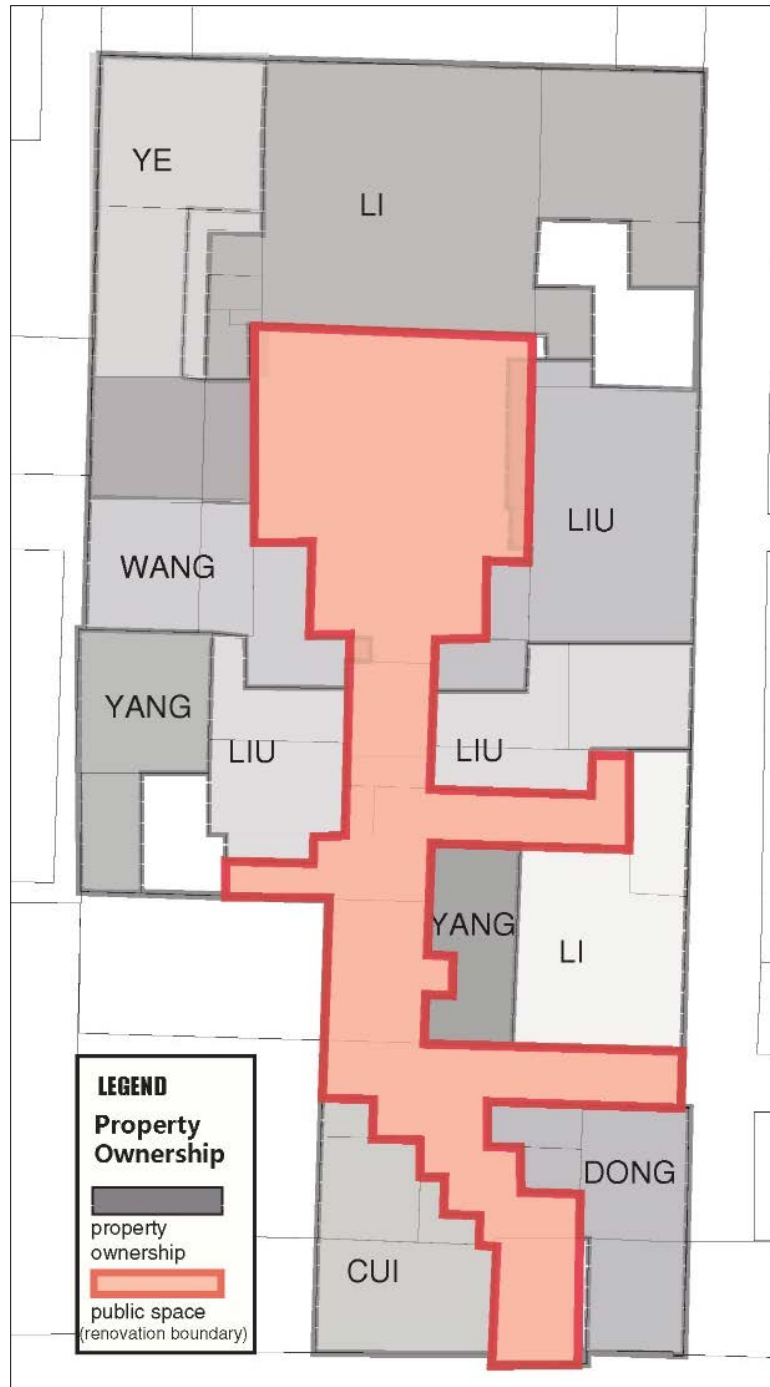 YE
LI
LIU
WANG
YANG
LIU
LIU
YANG
LI
DONG
CUI
LEGEND
Property
Ownership
property
ownership
public space
(renovation boundary)